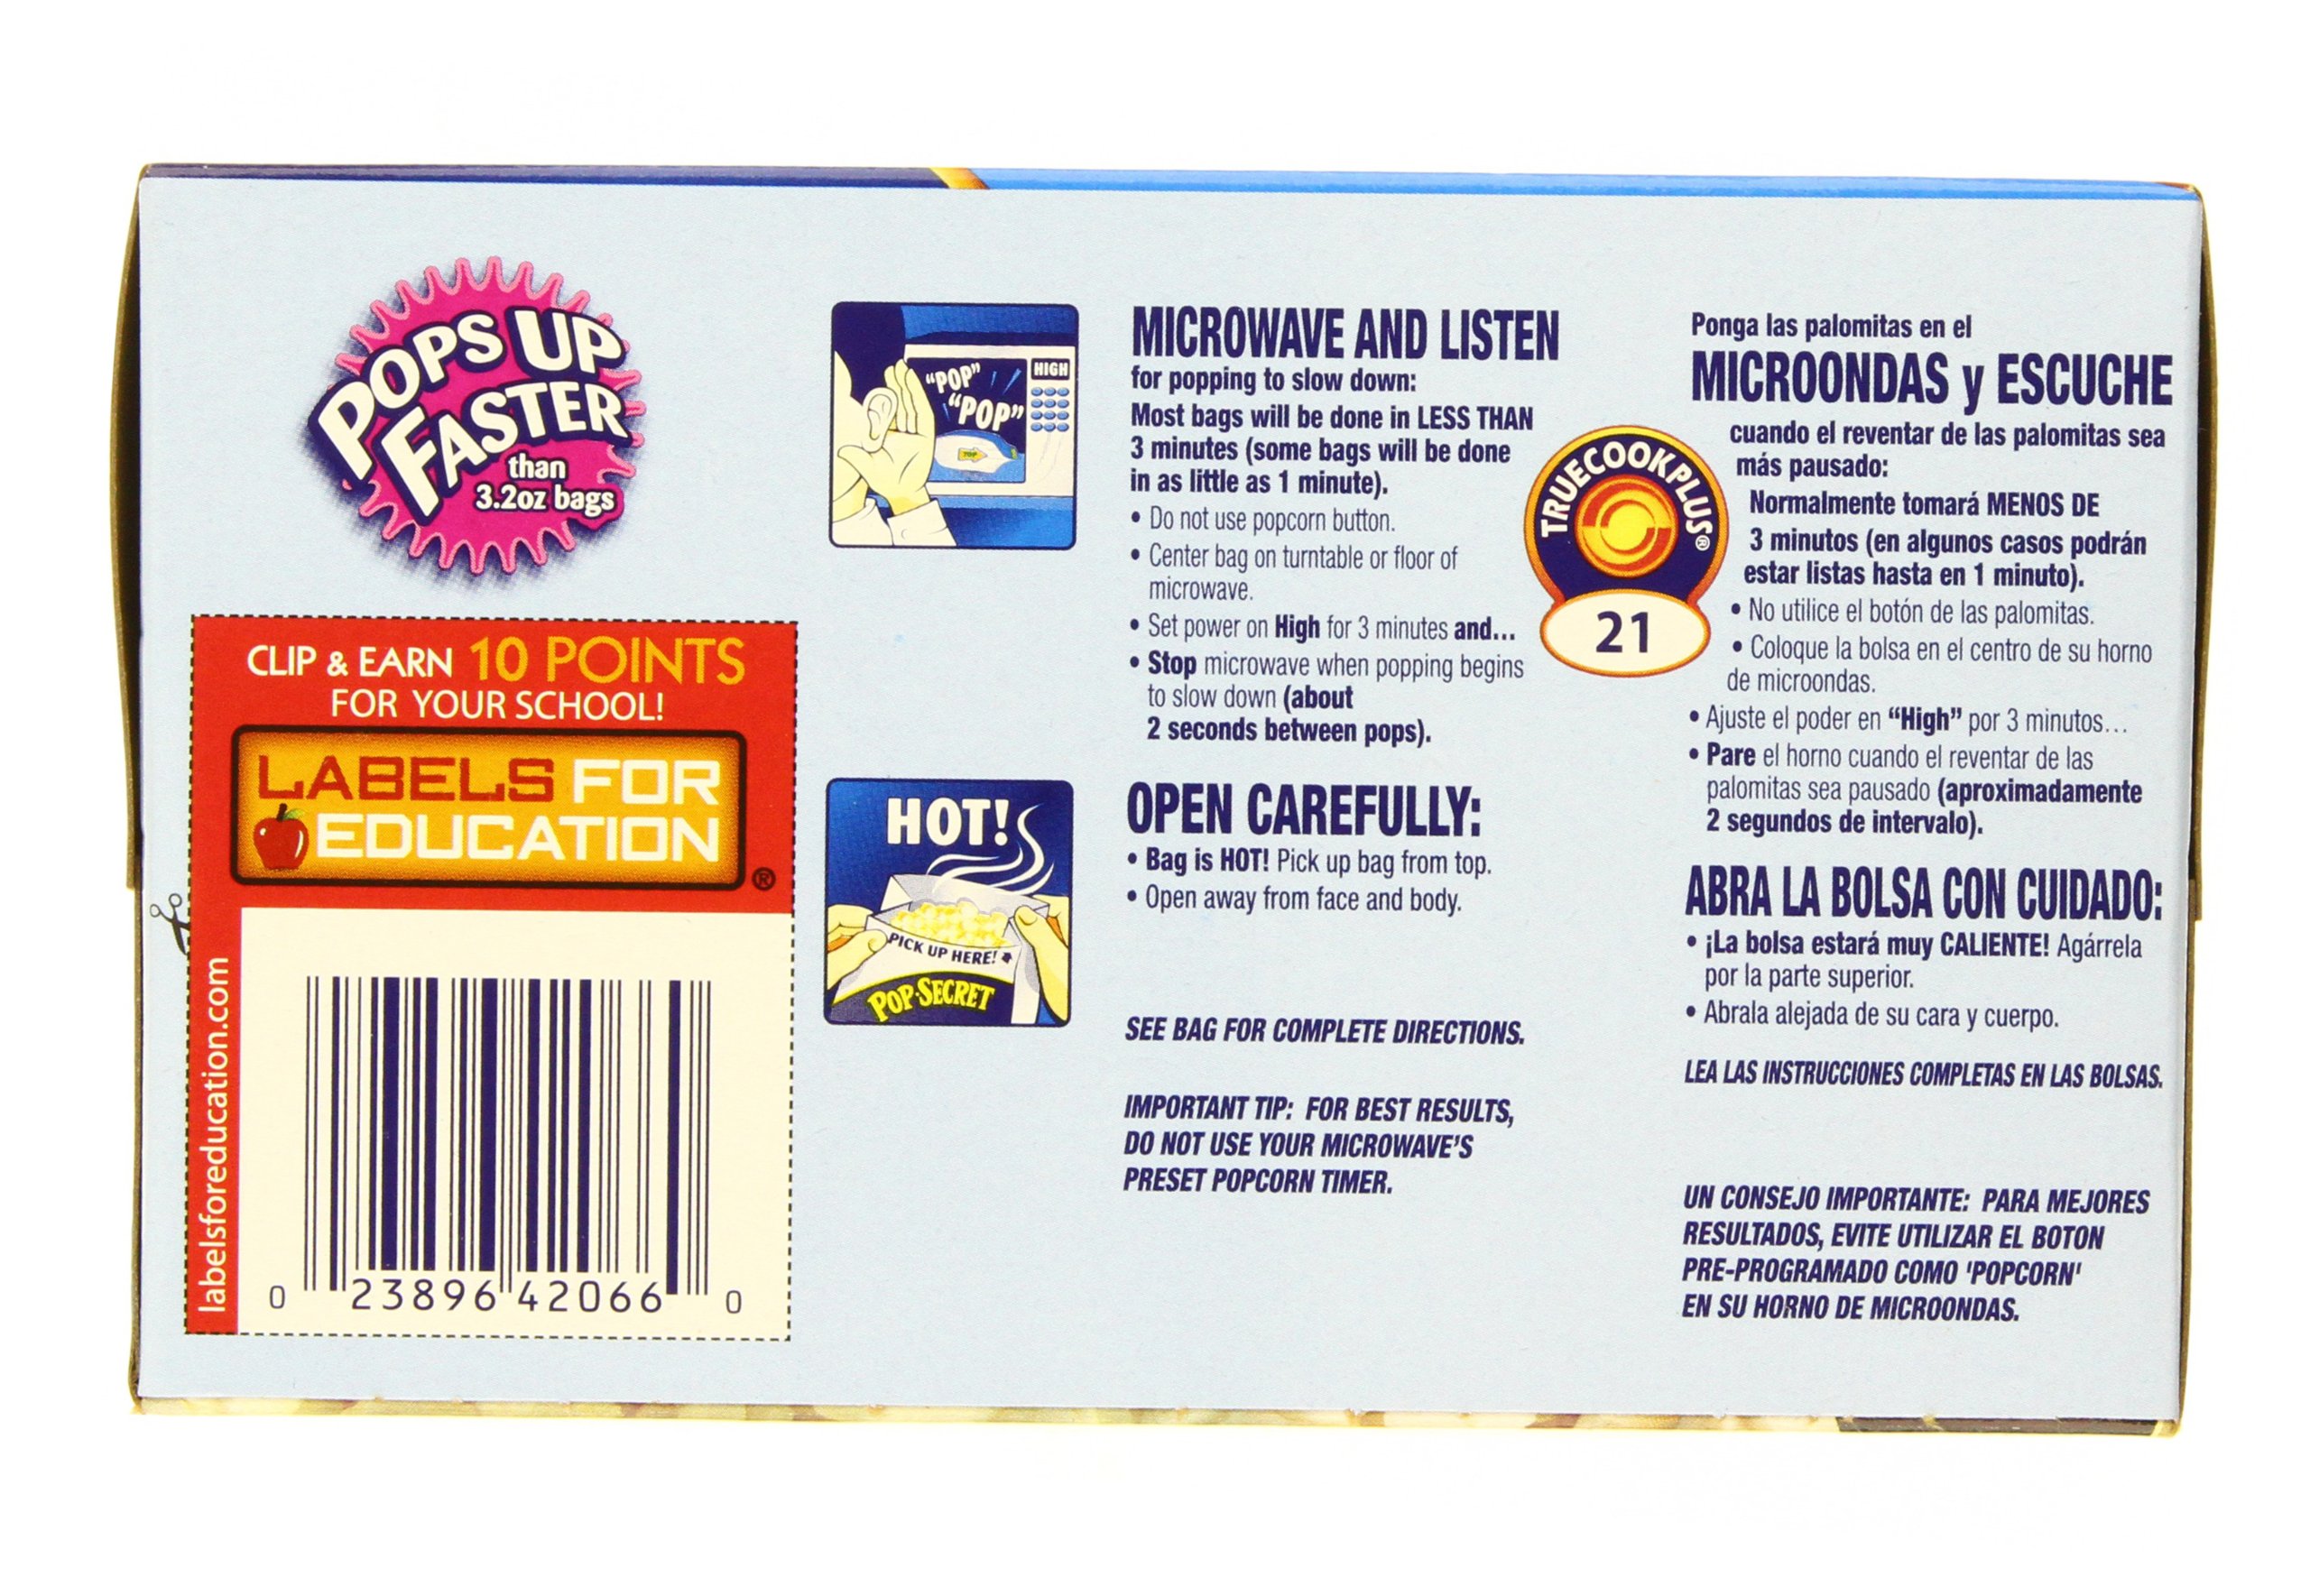 POPS UP
FASTER
than
3.2oz bags
CLIP & EARN 10 POINTS
FOR YOUR SCHOOL!
LABELS FOR
EDUCATION
®
labelsforeducation.com
0 23896 42066 0
"POP"
"POP"
HIGH
TOP
HOT!
PICK UP HERE!
POP·SECRET
MICROWAVE AND LISTEN
for popping to slow down:
Most bags will be done in LESS THAN
3 minutes (some bags will be done
in as little as 1 minute).
• Do not use popcorn button.
• Center bag on turntable or floor of
microwave.
• Set power on High for 3 minutes and...
• Stop microwave when popping begins
to slow down (about
2 seconds between pops).
OPEN CAREFULLY:
• Bag is HOT! Pick up bag from top.
• Open away from face and body.
SEE BAG FOR COMPLETE DIRECTIONS.
IMPORTANT TIP: FOR BEST RESULTS,
DO NOT USE YOUR MICROWAVE'S
PRESET POPCORN TIMER.
TRUECOOKPLUS®
21
Ponga las palomitas en el
MICROONDAS y ESCUCHE
cuando el reventar de las palomitas sea
más pausado:
Normalmente tomará MENOS DE
3 minutos (en algunos casos podrán
estar listas hasta en 1 minuto).
• No utilice el botón de las palomitas.
• Coloque la bolsa en el centro de su horno
de microondas.
• Ajuste el poder en "High" por 3 minutos...
• Pare el horno cuando el reventar de las
palomitas sea pausado (aproximadamente
2 segundos de intervalo).
ABRA LA BOLSA CON CUIDADO:
• ¡La bolsa estará muy CALIENTE! Agárrela
por la parte superior.
• Abrala alejada de su cara y cuerpo.
LEA LAS INSTRUCCIONES COMPLETAS EN LAS BOLSAS.
UN CONSEJO IMPORTANTE: PARA MEJORES
RESULTADOS, EVITE UTILIZAR EL BOTON
PRE-PROGRAMADO COMO 'POPCORN'
EN SU HORNO DE MICROONDAS.